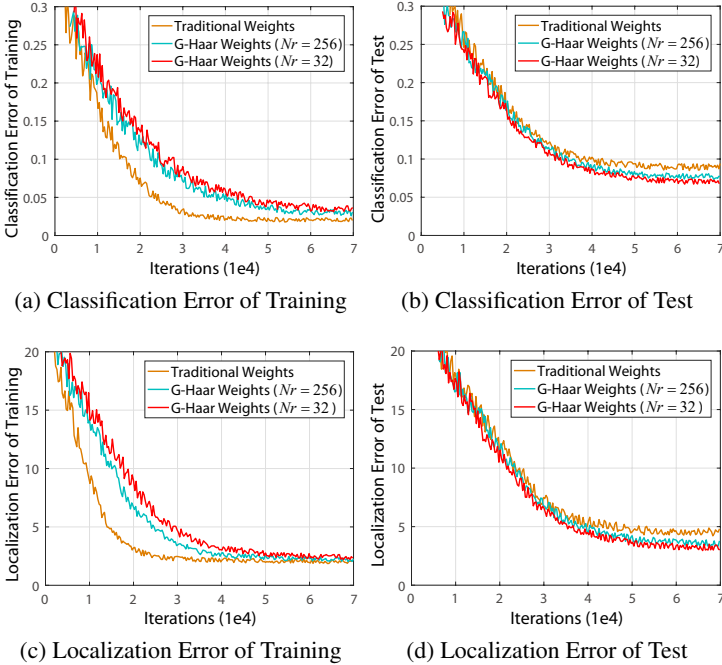 0.3
0.25
0.2
0.15
0.1
0.05
0
Classification Error of Training
Traditional Weights
G-Haar Weights (Nr = 256)
G-Haar Weights (Nr = 32)
0 1 2 3 4 5 6 7
Iterations (1e4)
(a) Classification Error of Training
0.3
0.25
0.2
0.15
0.1
0.05
0
Classification Error of Test
Traditional Weights
G-Haar Weights (Nr = 256)
G-Haar Weights (Nr = 32)
0 1 2 3 4 5 6 7
Iterations (1e4)
(b) Classification Error of Test
20
15
10
5
0
Localization Error of Training
Traditional Weights
G-Haar Weights (Nr = 256)
G-Haar Weights (Nr = 32 )
0 1 2 3 4 5 6 7
Iterations (1e4)
(c) Localization Error of Training
20
15
10
5
0
Localization Error of Test
Traditional Weights
G-Haar Weights (Nr = 256)
G-Haar Weights (Nr = 32 )
0 1 2 3 4 5 6 7
Iterations (1e4)
(d) Localization Error of Test